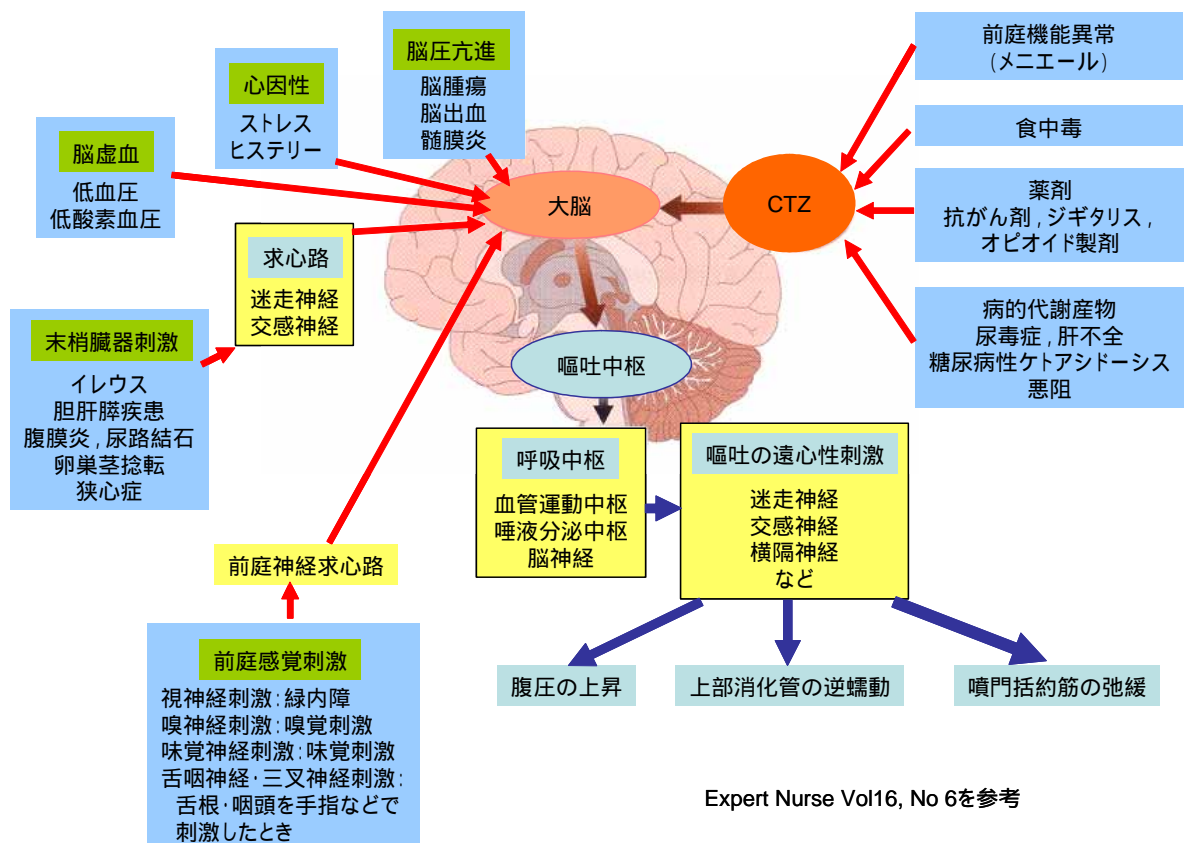 脳圧亢進
脳腫瘍
脳出血
髄膜炎
心因性
ストレス
ヒステリー
脳虚血
低血圧
低酸素血圧
前庭機能異常
(メニエール)
食中毒
薬剤
抗がん剤,ジギタリス,
オピオイド製剤
病的代謝産物
尿毒症,肝不全
糖尿病性ケトアシドーシス
悪阻
大脳
CTZ
求心路
迷走神経
交感神経
末梢臓器刺激
イレウス
胆肝膵疾患
腹膜炎,尿路結石
卵巣茎捻転
狭心症
嘔吐中枢
呼吸中枢
血管運動中枢
唾液分泌中枢
脳神経
嘔吐の遠心性刺激
迷走神経
交感神経
横隔神経
など
前庭神経求心路
前庭感覚刺激
視神経刺激:緑内障
嗅神経刺激:嗅覚刺激
味覚神経刺激:味覚刺激
舌咽神経・三叉神経刺激:
舌根・咽頭を手指などで
刺激したとき
腹圧の上昇
上部消化管の逆蠕動
噴門括約筋の弛緩
Expert Nurse Vol16, No 6を参考